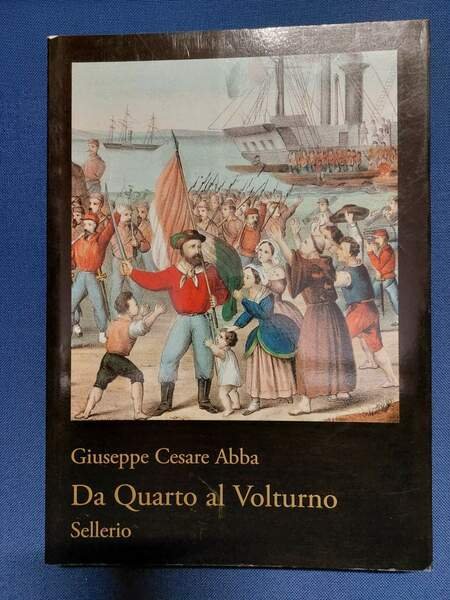 Giuseppe Cesare Abba
Da Quarto al Volturno
Sellerio